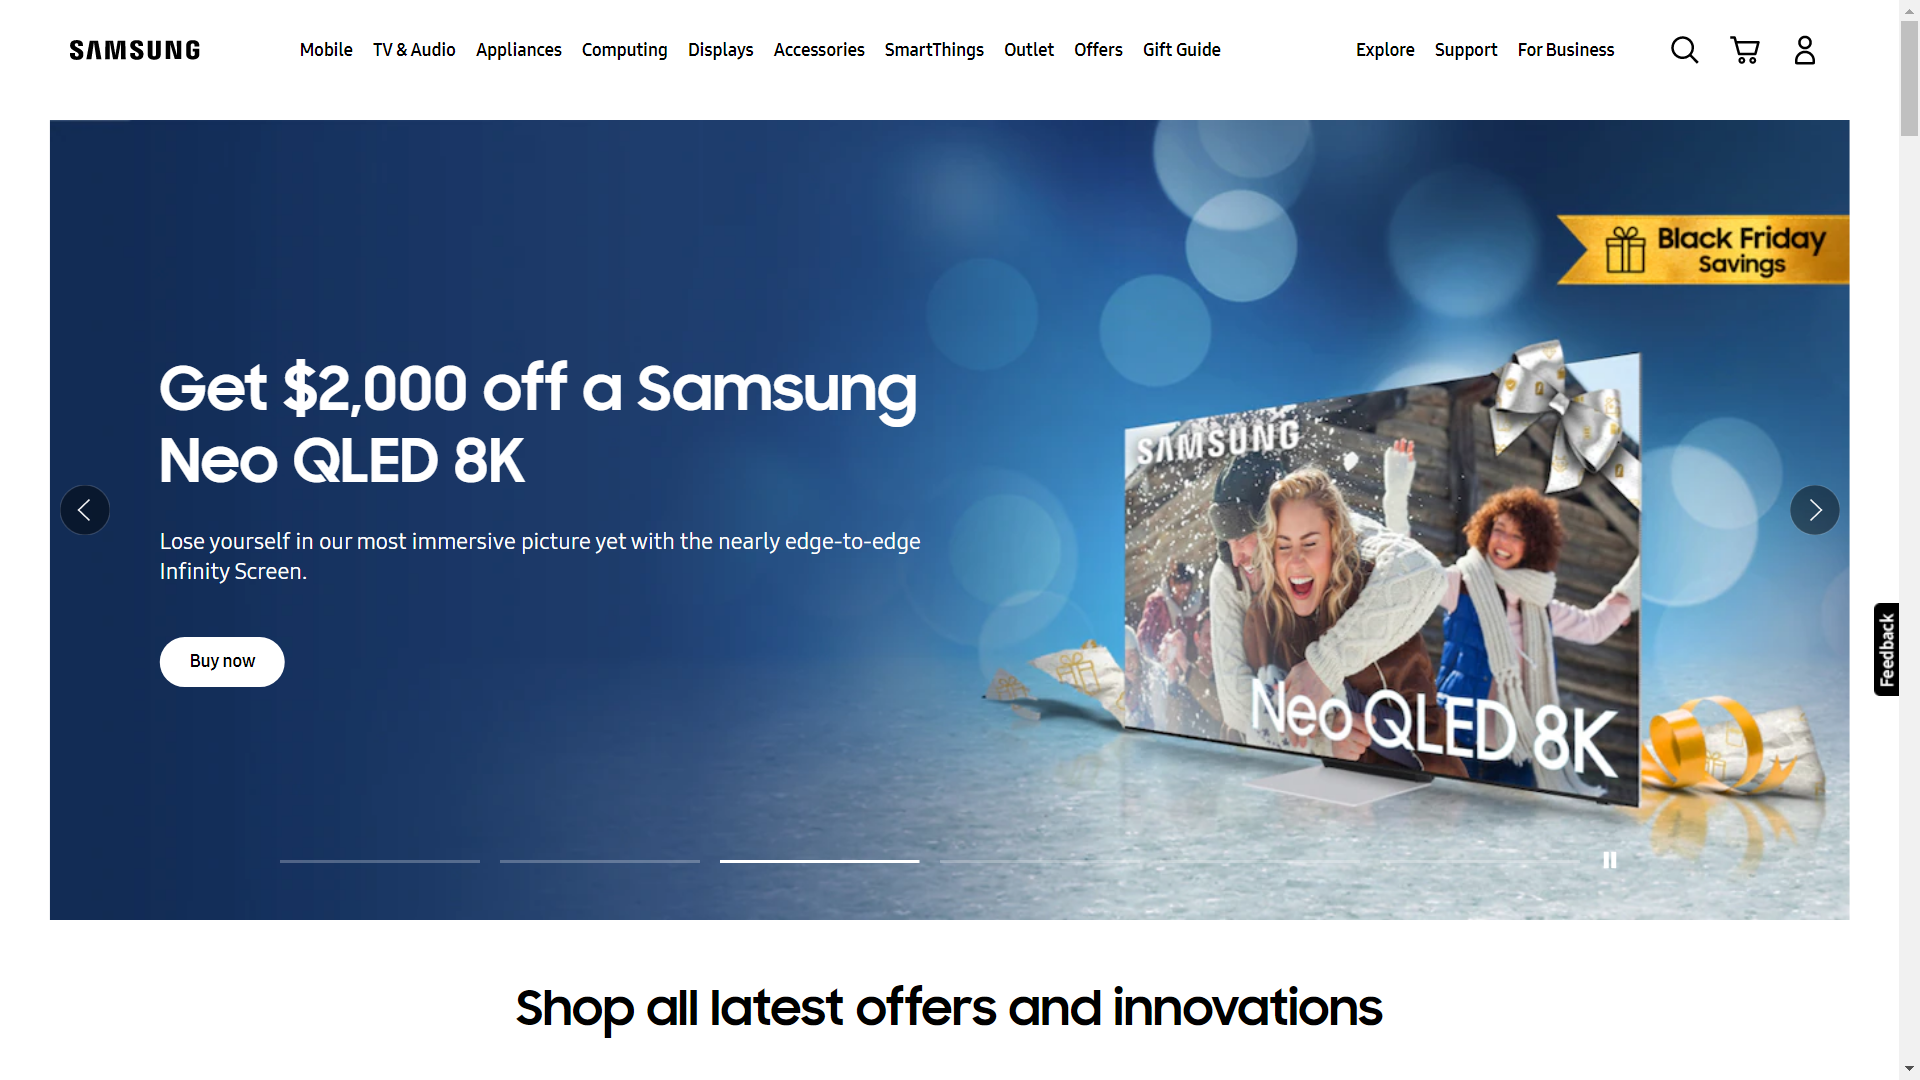 SAMSUNG
Mobile TV & Audio Appliances Computing Displays Accessories SmartThings Outlet Offers Gift Guide
Explore Support For Business
Black Friday
Savings
Get $2,000 off a Samsung
Neo QLED 8K
Lose yourself in our most immersive picture yet with the nearly edge-to-edge
Infinity Screen.
Buy now
SAMSUNG
Neo QLED 8K
Feedback
Shop all latest offers and innovations